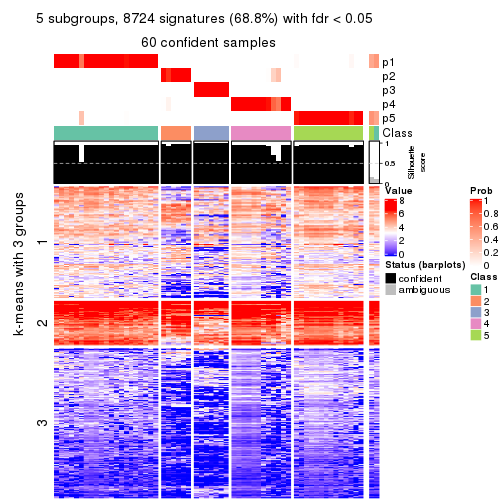 5 subgroups, 8724 signatures (68.8%) with fdr < 0.05
60 confident samples
p1
p2
p3
p4
p5
Class
1
0.5
0
Silhouette
score
k-means with 3 groups
1
2
3
Value
8
6
4
2
0
Status (barplots)
confident
ambiguous
Prob
1
0.8
0.6
0.4
0.2
0
Class
1
2
3
4
5